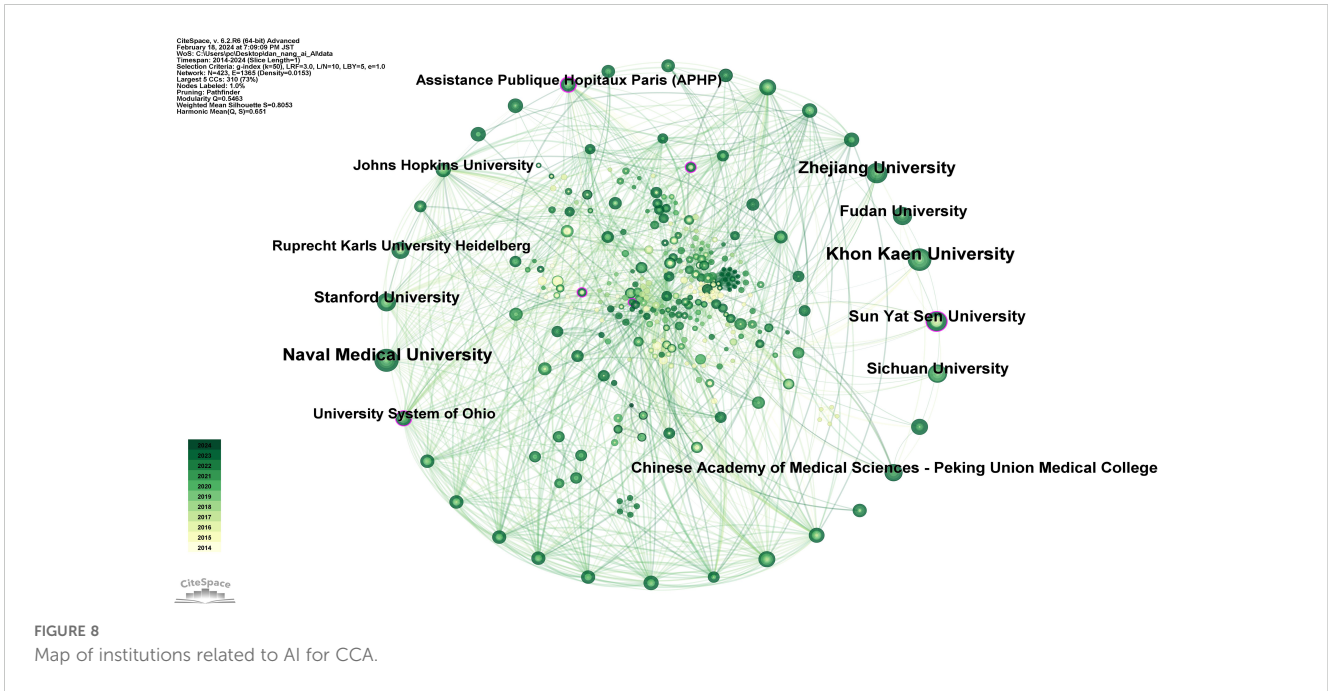 CiteSpace, v. 6.2.R6 (64-bit) Advanced
February 18, 2024 at 7:09:09 PM JST
WoS: C:\Users\pc\Desktop\dan_nang_ai_AI\data
Timespan: 2014-2024 (Slice Length=1)
Selection Criteria: g-index (k=50), LRF=3.0, L/N=10, LBY=5, e=1.0
Network: N=423, E=1365 (Density=0.0153)
Largest 5 CCs: 310 (73%)
Nodes Labeled: 1.0%
Pruning: Pathfinder
Modularity Q=0.5463
Weighted Mean Silhouette S=0.8053
Harmonic Mean(Q, S)=0.651
Assistance Publique Hopitaux Paris (APHP)
Johns Hopkins University
Zhejiang University
Fudan University
Ruprecht Karls University Heidelberg
Khon Kaen University
Stanford University
Sun Yat Sen University
Naval Medical University
Sichuan University
University System of Ohio
Chinese Academy of Medical Sciences - Peking Union Medical College
2024
2023
2022
2021
2020
2019
2018
2017
2016
2015
2014
CiteSpace
FIGURE 8
Map of institutions related to AI for CCA.